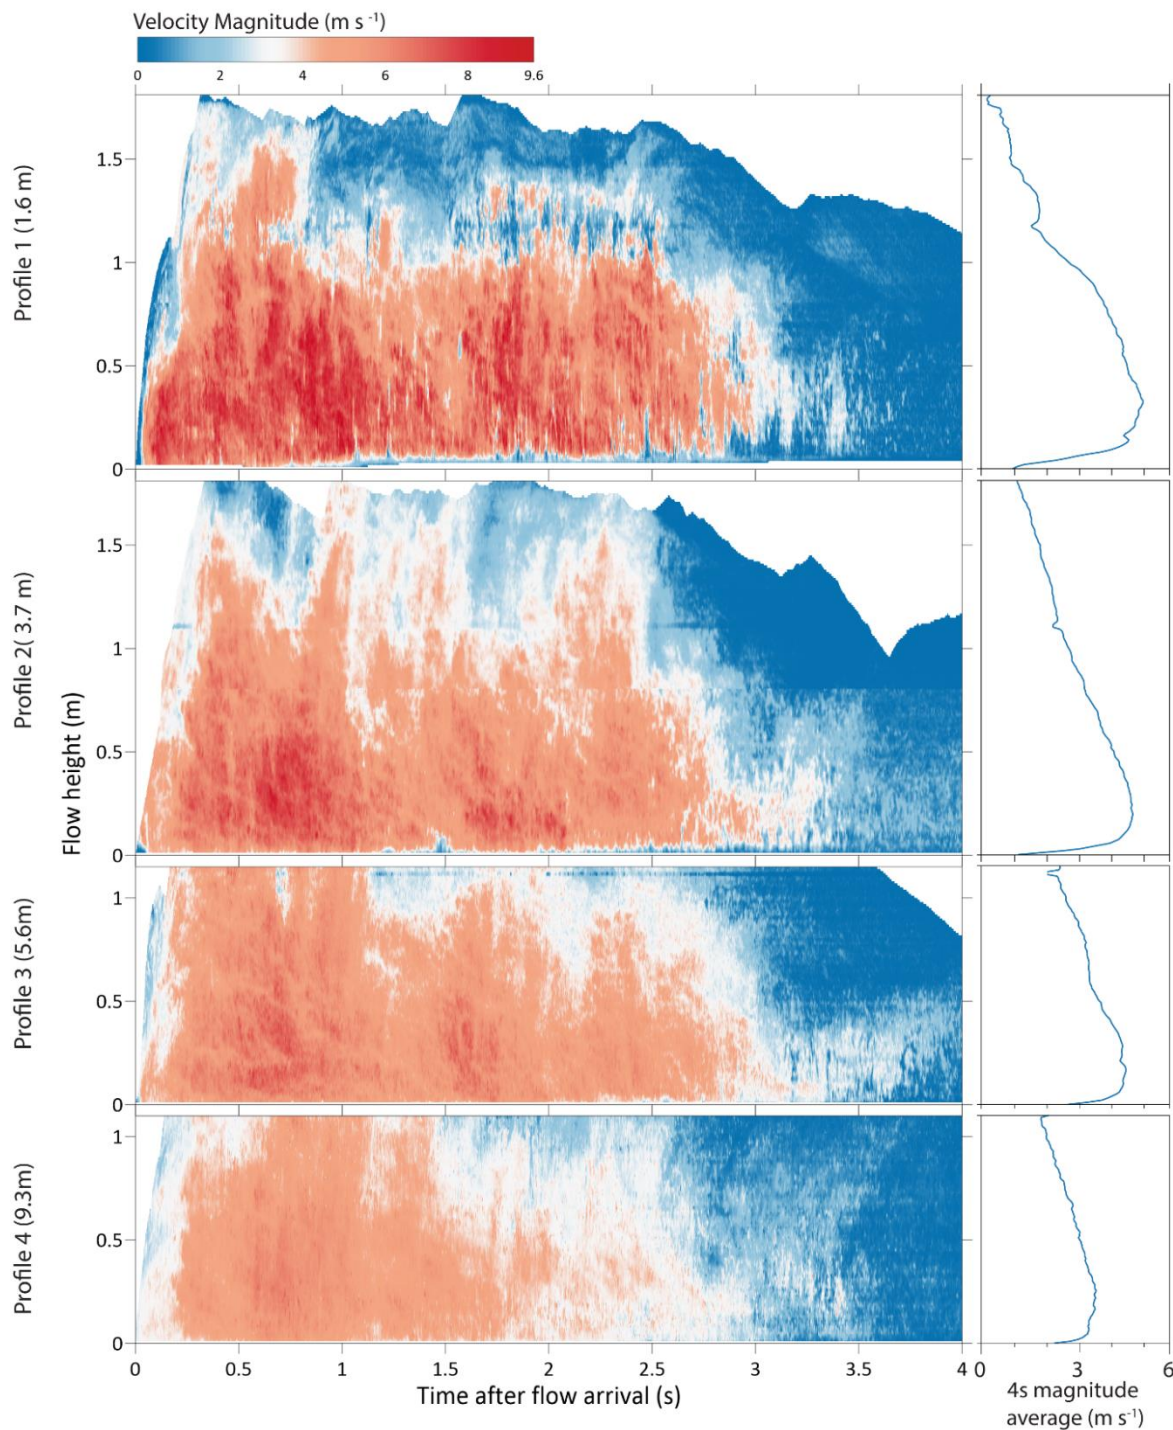 Velocity Magnitude (m s -1)
0 2 4 6 8 9.6
Profile 1 (1.6 m)
1.5
1
0.5
0
Profile 2( 3.7 m)
Flow height (m)
1.5
1
0.5
0
Profile 3 (5.6m)
1
0.5
0
Profile 4 (9.3m)
1
0.5
0
0 0.5 1 1.5 2 2.5 3 3.5 4
Time after flow arrival (s)
0 3 6
4s magnitude
average (m s-1)